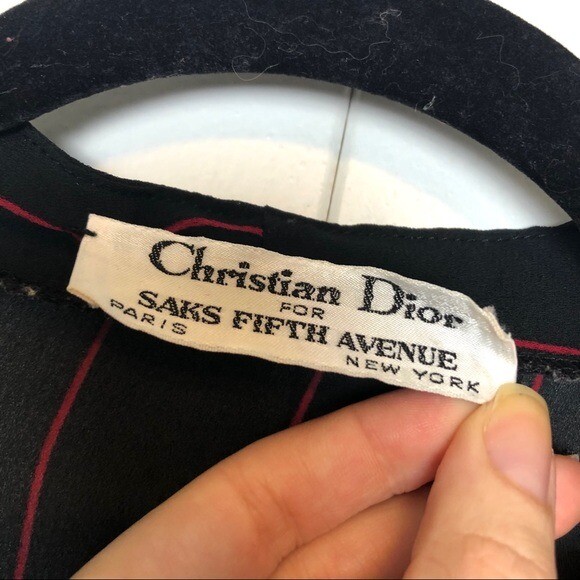 Christian Dior
FOR
SAKS FIFTH AVENUE
PARIS NEW YORK